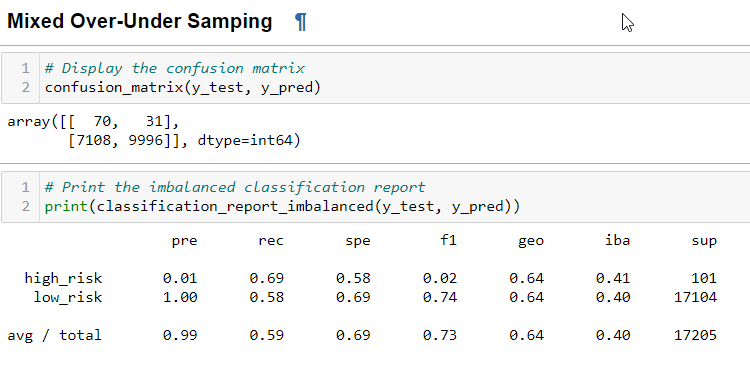 Mixed Over-Under Samping ¶
1 # Display the confusion matrix
2 confusion_matrix(y_test, y_pred)
array([[  70,   31],
       [7108, 9996]], dtype=int64)
1 # Print the imbalanced classification report
2 print(classification_report_imbalanced(y_test, y_pred))
pre rec spe f1 geo iba sup
high_risk 0.01 0.69 0.58 0.02 0.64 0.41 101
low_risk 1.00 0.58 0.69 0.74 0.64 0.40 17104
avg / total 0.99 0.59 0.69 0.73 0.64 0.40 17205